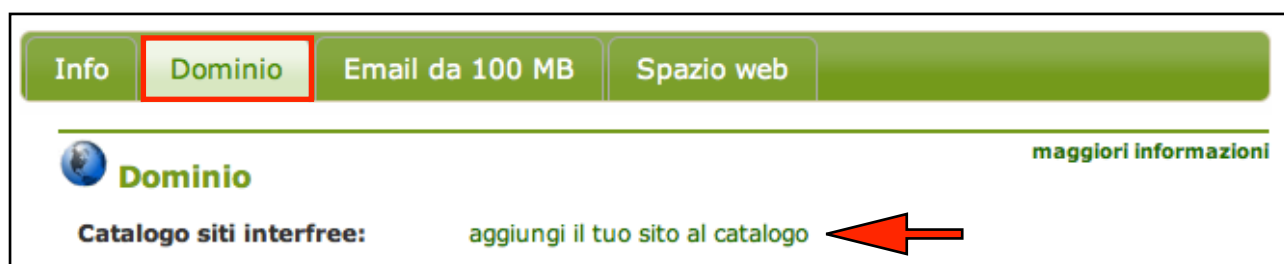 Info Dominio Email da 100 MB Spazio web
maggiori informazioni
Dominio
Catalogo siti interfree: aggiungi il tuo sito al catalogo